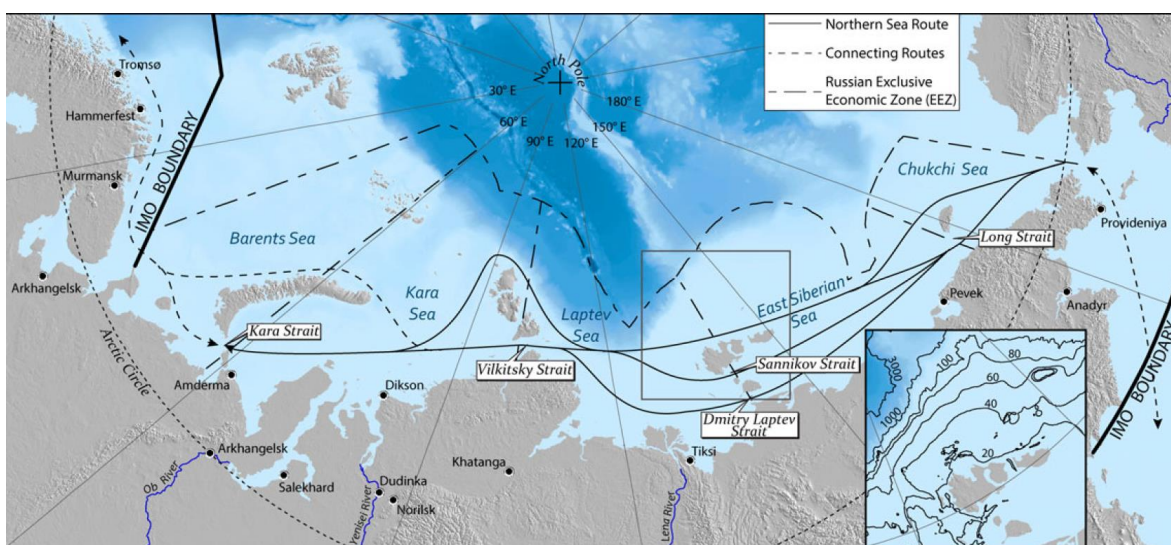 Northern Sea Route
Connecting Routes
Russian Exclusive
Economic Zone (EEZ)
North Pole
30° E
60° E
90° E
120° E
150° E
180° E
Tromsø
Hammerfest
Murmansk
Arkhangelsk
IMO BOUNDARY
Barents Sea
Kara
Sea
Laptev
Sea
East Siberian
Sea
Chukchi Sea
Long Strait
Provideniya
Pevek
Anadyr
IMO BOUNDARY
Kara Strait
Vilkitsky Strait
Sannikov Strait
Dmitry Laptev
Strait
Arctic Circle
Amderma
Dikson
Arkhangelsk
Salekhard
Ob River
Yenisei River
Dudinka
Norilsk
Khatanga
Tiksi
Lena River
3000
1000
100
80
60
40
20